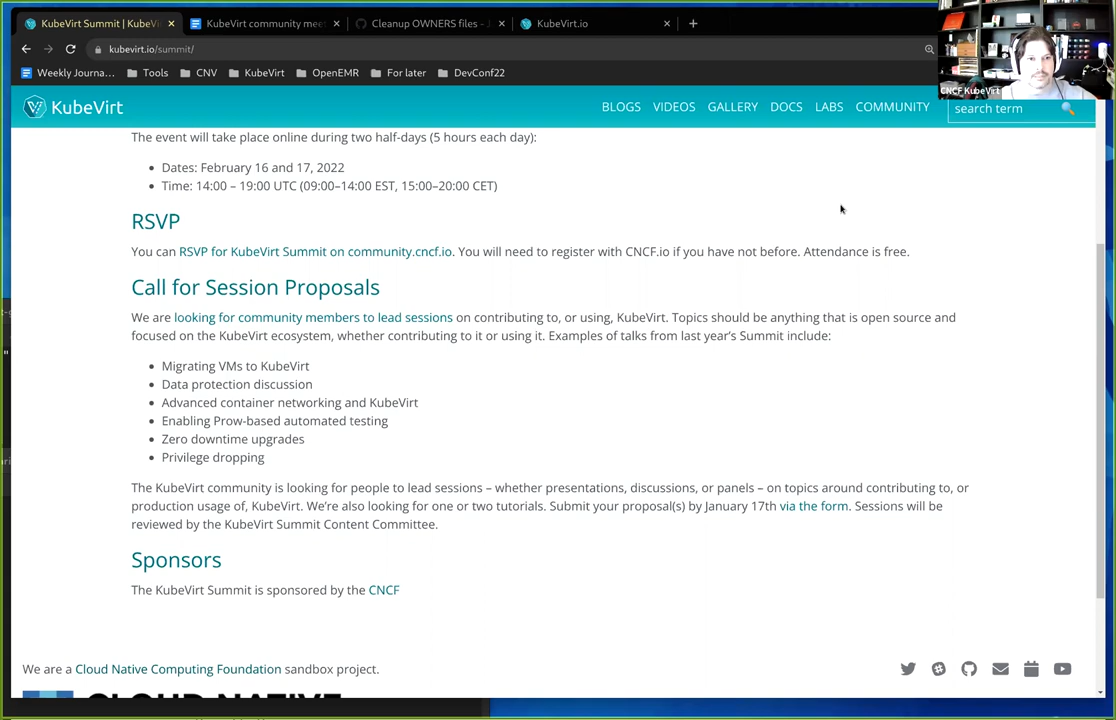 KubeVirt Summit | KubeVi
KubeVirt community mee
Cleanup OWNERS files -
KubeVirt.io
kubevirt.io/summit/
Weekly Journa... Tools CNV KubeVirt OpenEMR For later DevConf22
CNCF KubeVirt
KubeVirt BLOGS VIDEOS GALLERY DOCS LABS COMMUNITY search term
The event will take place online during two half-days (5 hours each day):
• Dates: February 16 and 17, 2022
• Time: 14:00 – 19:00 UTC (09:00–14:00 EST, 15:00–20:00 CET)
RSVP
You can RSVP for KubeVirt Summit on community.cncf.io. You will need to register with CNCF.io if you have not before. Attendance is free.
Call for Session Proposals
We are looking for community members to lead sessions on contributing to, or using, KubeVirt. Topics should be anything that is open source and
focused on the KubeVirt ecosystem, whether contributing to it or using it. Examples of talks from last year's Summit include:
• Migrating VMs to KubeVirt
• Data protection discussion
• Advanced container networking and KubeVirt
• Enabling Prow-based automated testing
• Zero downtime upgrades
• Privilege dropping
The KubeVirt community is looking for people to lead sessions – whether presentations, discussions, or panels – on topics around contributing to, or
production usage of, KubeVirt. We're also looking for one or two tutorials. Submit your proposal(s) by January 17th via the form. Sessions will be
reviewed by the KubeVirt Summit Content Committee.
Sponsors
The KubeVirt Summit is sponsored by the CNCF
We are a Cloud Native Computing Foundation sandbox project.
CLOUD NATIVE